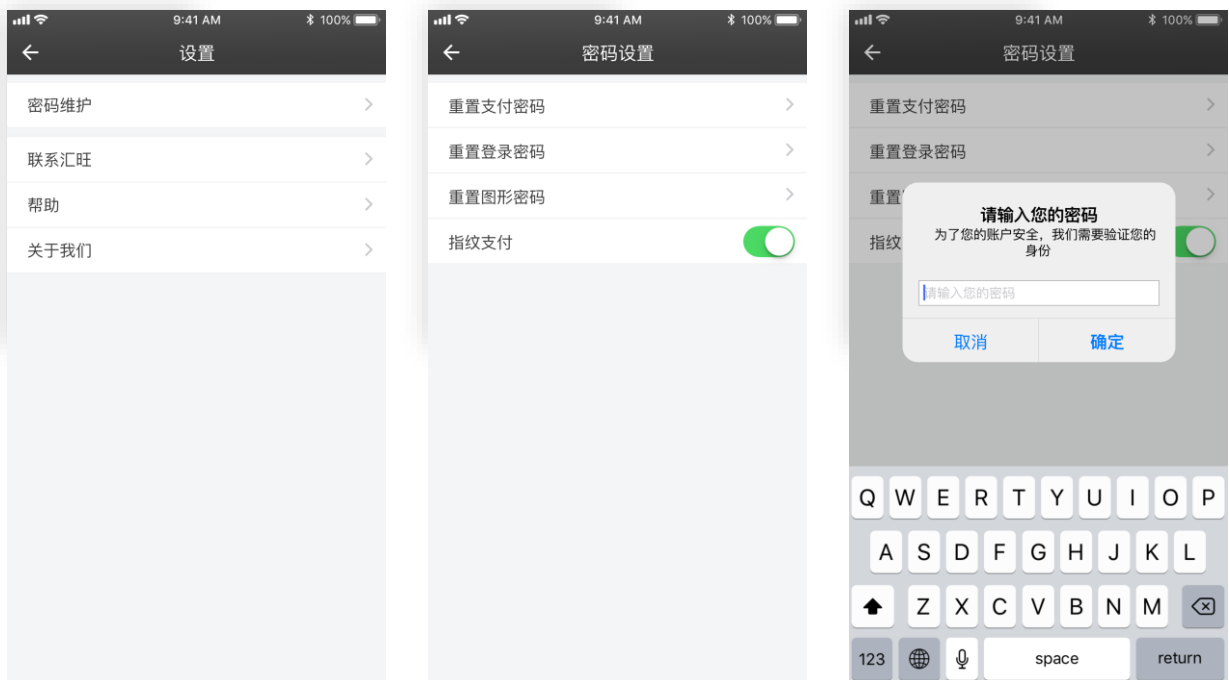 9:41 AM
100%
设置
密码维护
联系汇旺
帮助
关于我们
9:41 AM
100%
密码设置
重置支付密码
重置登录密码
重置图形密码
指纹支付
9:41 AM
100%
密码设置
重置支付密码
重置登录密码
重置
指纹
请输入您的密码
为了您的账户安全，我们需要验证您的
身份
请输入您的密码
取消 确定
Q W E R T Y U I O P
A S D F G H J K L
Z X C V B N M
123 space return